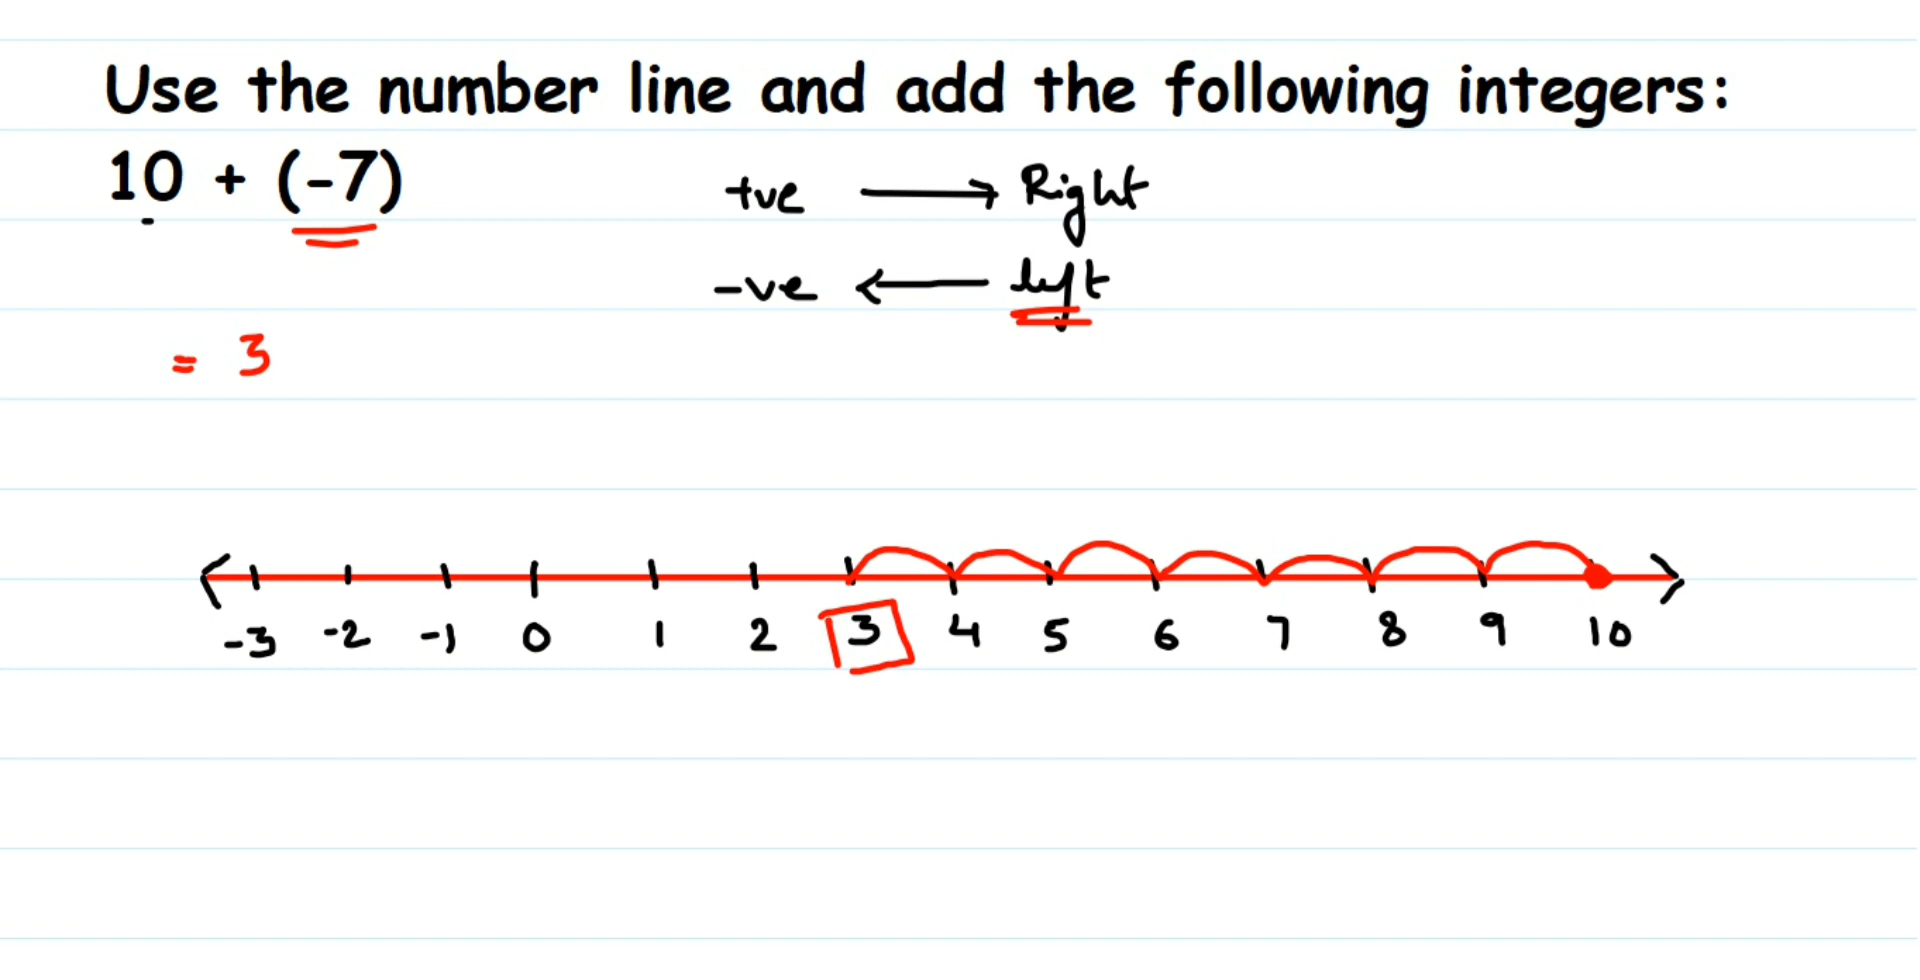 Use the number line and add the following integers:
10 + (-7)
+ve → Right
-ve ← left
= 3
-3 -2 -1 0 1 2 3 4 5 6 7 8 9 10